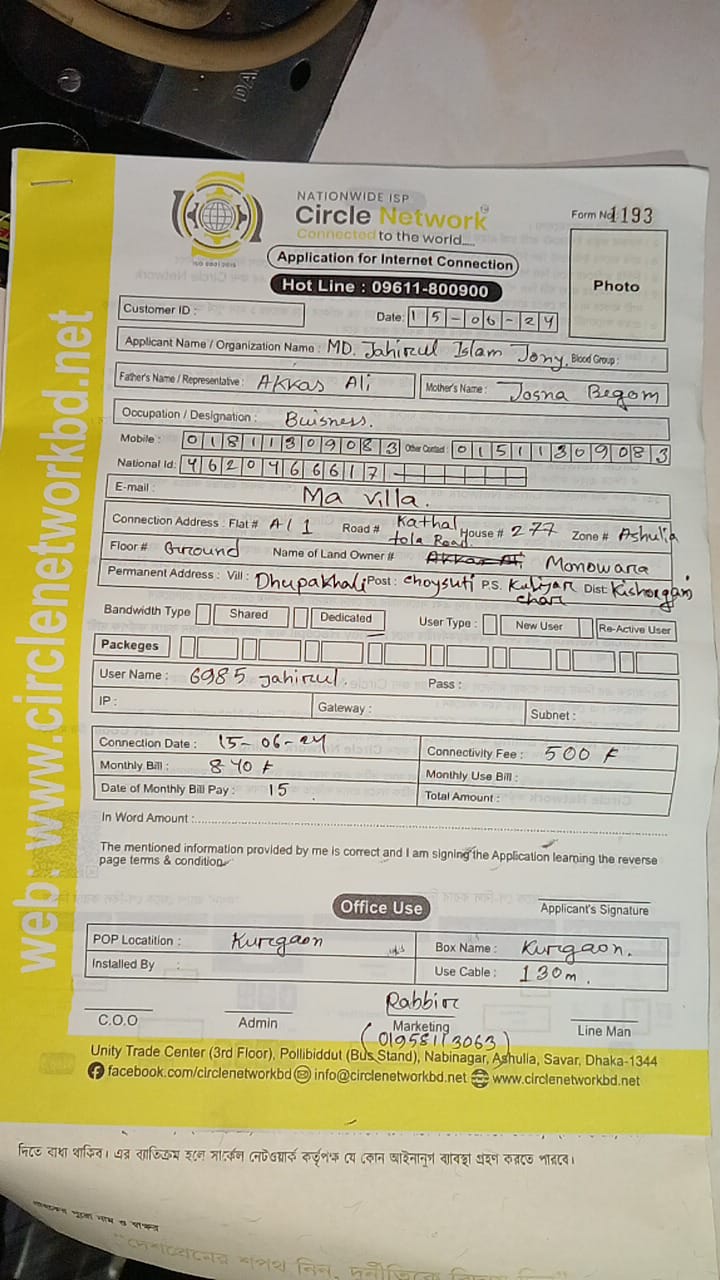 NATIONWIDE ISP
Circle Network
Connected to the world.....
ISO 9001:2015
Form No 1193
Application for Internet Connection
Hot Line : 09611-800900
Photo
Customer ID :
Date: 15-06-24
Applicant Name / Organization Name : MD. Jahirul Islam Jony. Blood Group :
Father's Name / Representative : Akkas Ali Mother's Name : Josna Begom
Occupation / Designation : Buisness.
Mobile : 01811309083 Other Contact : 01511309083
National Id: 4620466617
E-mail : Ma villa.
Connection Address : Flat # A/1 Road # Kathal tola Road. House # 277 Zone # Ashulia
Floor # Ground Name of Land Owner # Akkas Ali Monowara
Permanent Address : Vill : Dhupakhali Post : Choysuti P.S. Kuliyar char Dist: Kishorganj
Bandwidth Type Shared Dedicated User Type : New User Re-Active User
Packeges
User Name : 6985 jahirul. Pass :
IP : Gateway : Subnet :
Connection Date : 15-06-24 Connectivity Fee : 500 ৳
Monthly Bill : 840 ৳ Monthly Use Bill :
Date of Monthly Bill Pay : 15 Total Amount :
In Word Amount :
The mentioned information provided by me is correct and I am signing the Application learning the reverse
page terms & condition.
Office Use
Applicant's Signature
POP Locatition : Kurgaon Box Name : Kurgaon.
Installed By : Use Cable : 130m.
Rabbir
C.O.O Admin Marketing Line Man
(01958113063)
Unity Trade Center (3rd Floor), Pollibiddut (Bus Stand), Nabinagar, Ashulia, Savar, Dhaka-1344
facebook.com/circlenetworkbd info@circlenetworkbd.net www.circlenetworkbd.net
web: www.circlenetworkbd.net
দিতে বাধ্য থাকিব। এর ব্যতিক্রম হলে সার্কেল নেটওয়ার্ক কর্তৃপক্ষ যে কোন আইনানুগ ব্যবস্থা গ্রহণ করতে পারবে।
গ্রাহকের পুরো নাম ও স্বাক্ষর
"দেশপ্রেমের শপথ নিন, দুর্নীতিকে